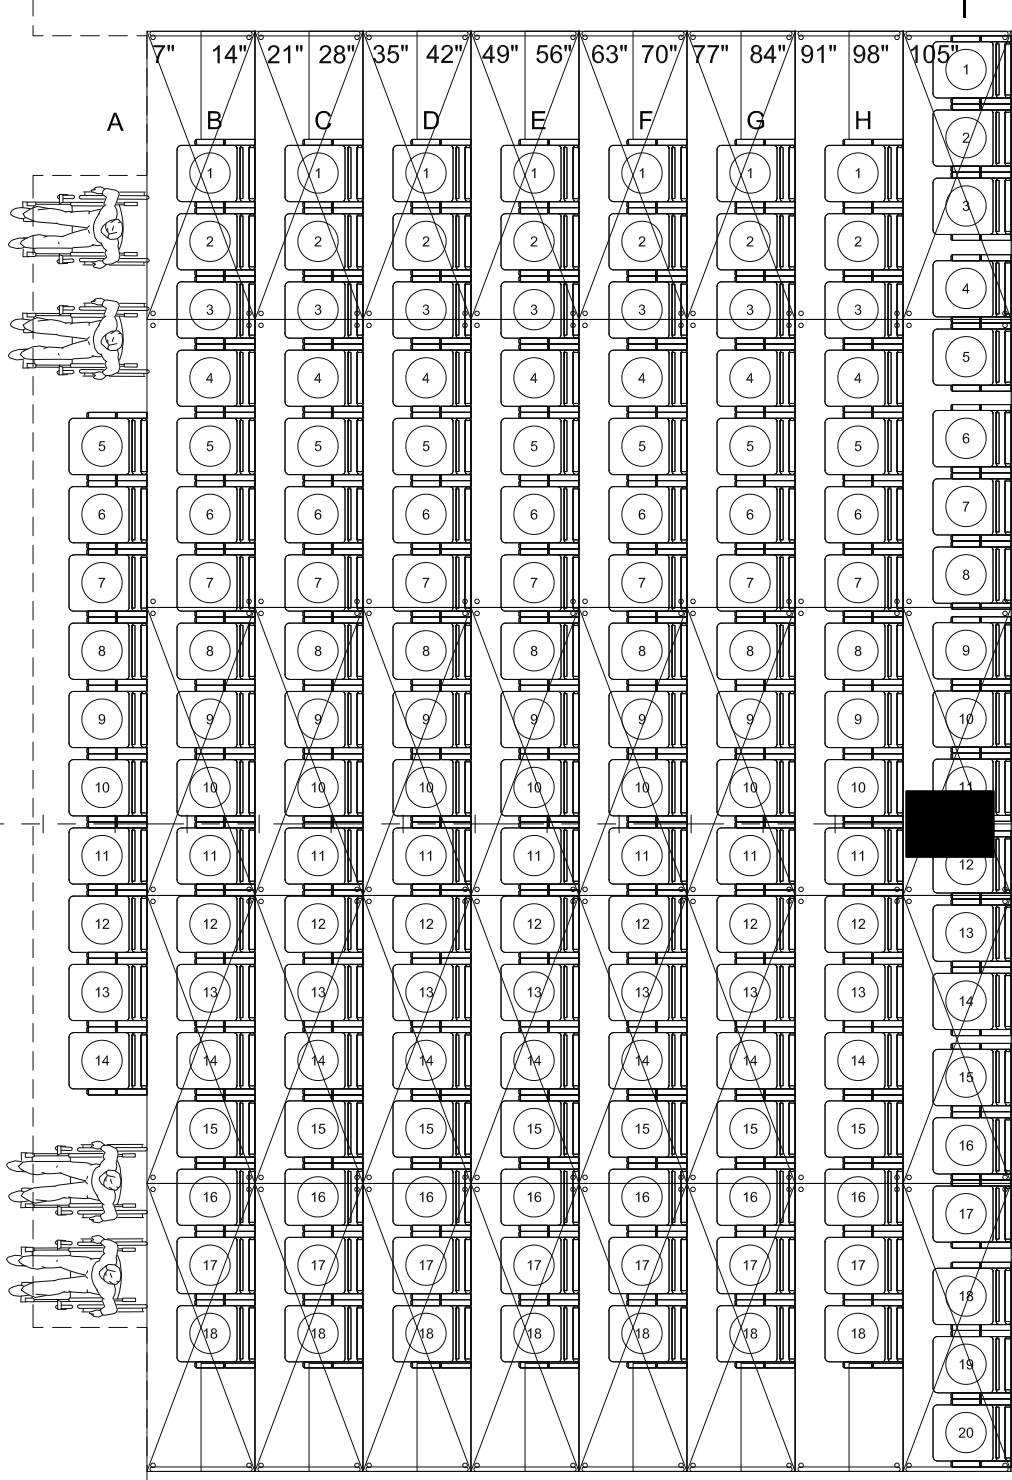 7" 14" 21" 28" 35" 42" 49" 56" 63" 70" 77" 84" 91" 98" 105"
1
A B C D E F G H
2
1 1 1 1 1 1 1
3
2 2 2 2 2 2 2
4
3 3 3 3 3 3 3
5
4 4 4 4 4 4 4
6
5 5 5 5 5 5 5 5
7
6 6 6 6 6 6 6 6
8
7 7 7 7 7 7 7 7
8 8 8 8 8 8 8 8 9
9 9 9 9 9 9 9 9 10
10 10 10 10 10 10 10 10 11
11 11 11 11 11 11 11 11 12
12 12 12 12 12 12 12 12 13
13 13 13 13 13 13 13 13 14
14 14 14 14 14 14 14 14 15
15 15 15 15 15 15 15 16
16 16 16 16 16 16 16 17
17 17 17 17 17 17 17 18
18 18 18 18 18 18 18 19
20